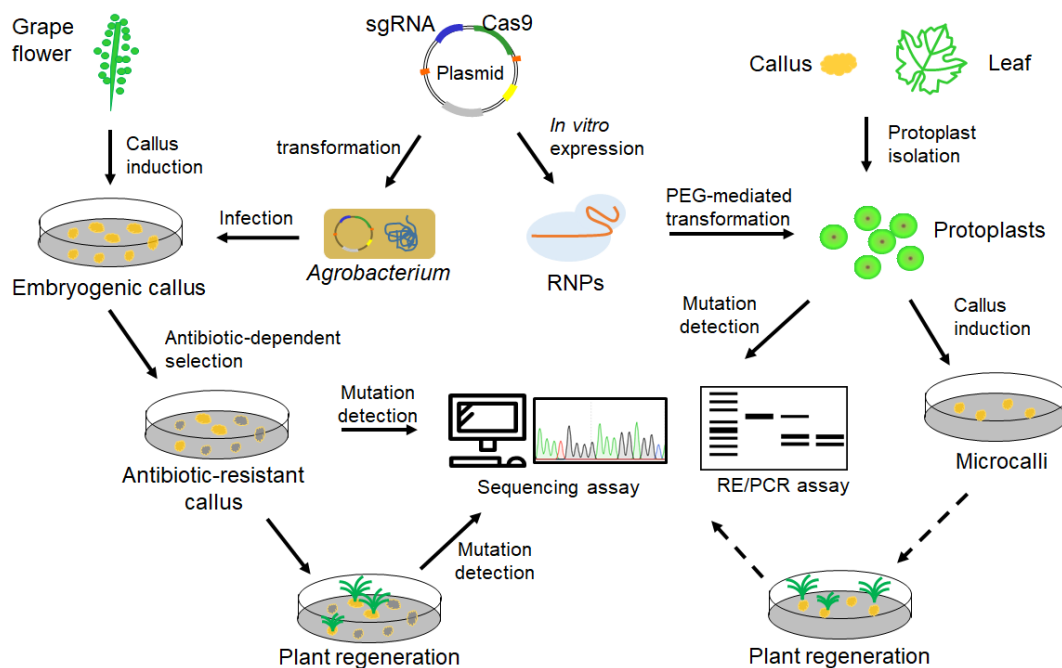 Grape
flower
sgRNA
Cas9
Plasmid
Callus
Leaf
Callus
induction
transformation
In vitro
expression
Protoplast
isolation
Infection
PEG-mediated
transformation
Agrobacterium
RNPs
Protoplasts
Embryogenic callus
Mutation
detection
Callus
induction
Antibiotic-dependent
selection
Mutation
detection
Antibiotic-resistant
callus
Sequencing assay
RE/PCR assay
Microcalli
Mutation
detection
Plant regeneration
Plant regeneration